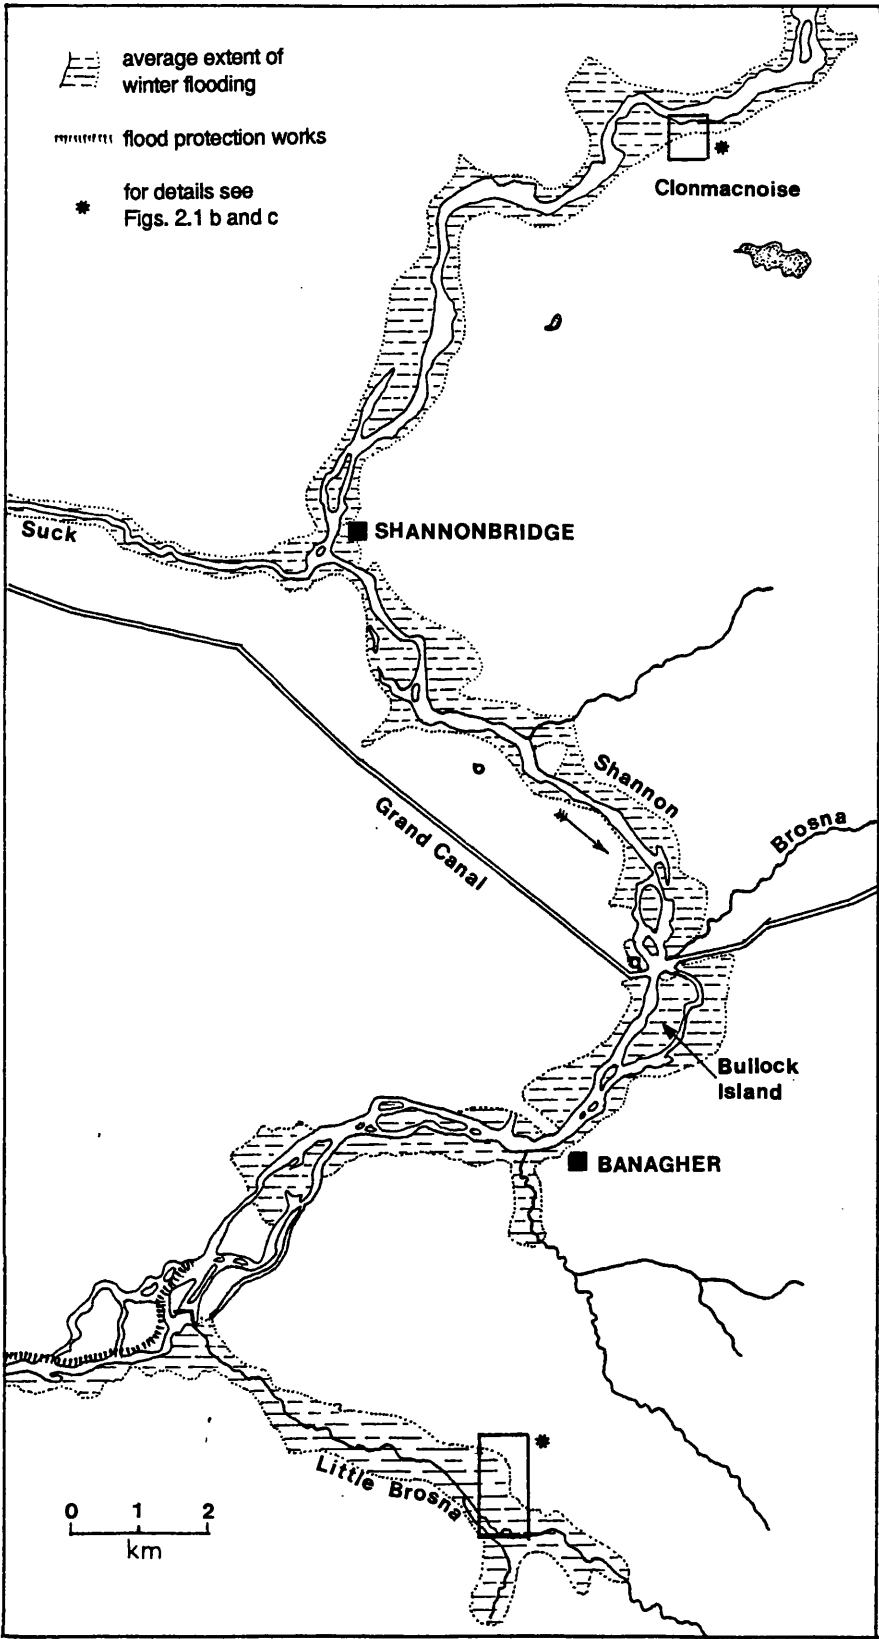 average extent of
winter flooding
flood protection works
* for details see
Figs. 2.1 b and c
*
Clonmacnoise
Suck
SHANNONBRIDGE
Shannon
Grand Canal
Brosna
Bullock
Island
BANAGHER
*
Little Brosna
0 1 2
km